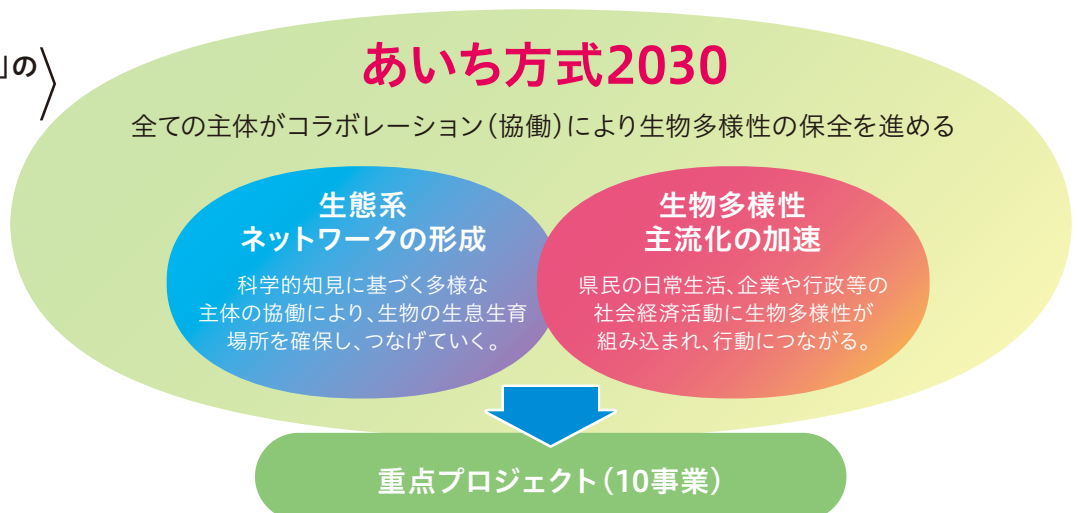 」の
あいち方式2030
全ての主体がコラボレーション(協働)により生物多様性の保全を進める
生態系
ネットワークの形成
科学的知見に基づく多様な
主体の協働により、生物の生息生育
場所を確保し、つなげていく。
生物多様性
主流化の加速
県民の日常生活、企業や行政等の
社会経済活動に生物多様性が
組み込まれ、行動につながる。
重点プロジェクト(10事業)